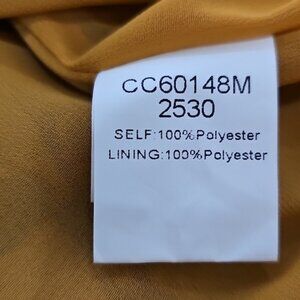 CC60148M
2530
SELF:100%Polyester
LINING:100%Polyester